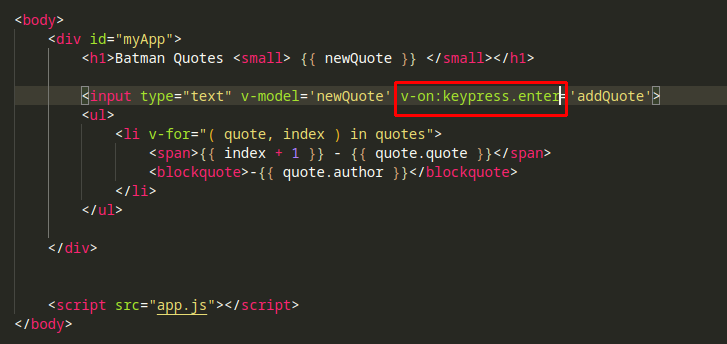 <body>
<div id="myApp">
<h1>Batman Quotes <small> {{ newQuote }} </small></h1>
<input type="text" v-model='newQuote' v-on:keypress.enter='addQuote'>
<ul>
<li v-for="( quote, index ) in quotes">
<span>{{ index + 1 }} - {{ quote.quote }}</span>
<blockquote>-{{ quote.author }}</blockquote>
</li>
</ul>
</div>
<script src="app.js"></script>
</body>